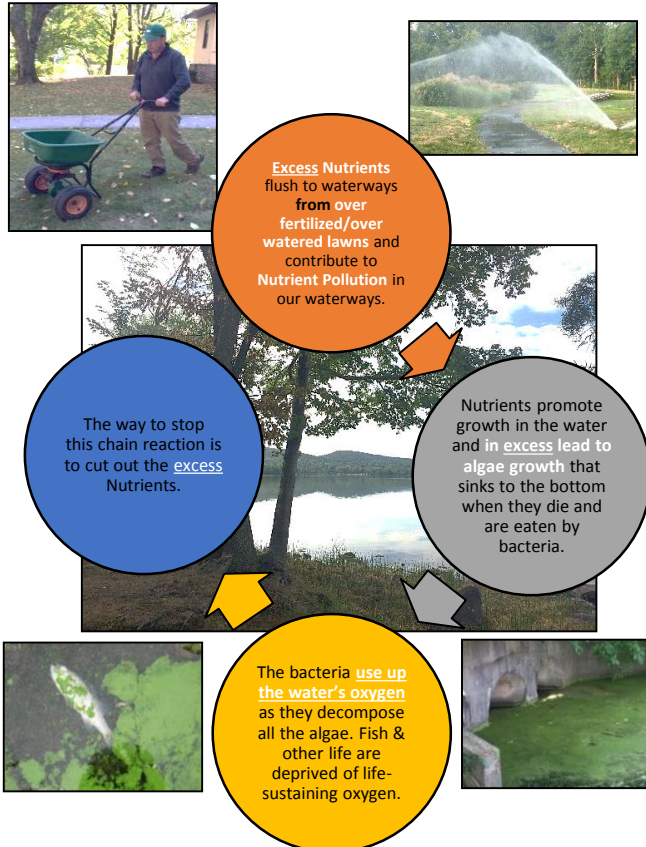 Excess Nutrients
flush to waterways
from over
fertilized/over
watered lawns and
contribute to
Nutrient Pollution in
our waterways.
Nutrients promote
growth in the water
and in excess lead to
algae growth that
sinks to the bottom
when they die and
are eaten by
bacteria.
The bacteria use up
the water's oxygen
as they decompose
all the algae. Fish &
other life are
deprived of life-
sustaining oxygen.
The way to stop
this chain reaction is
to cut out the excess
Nutrients.